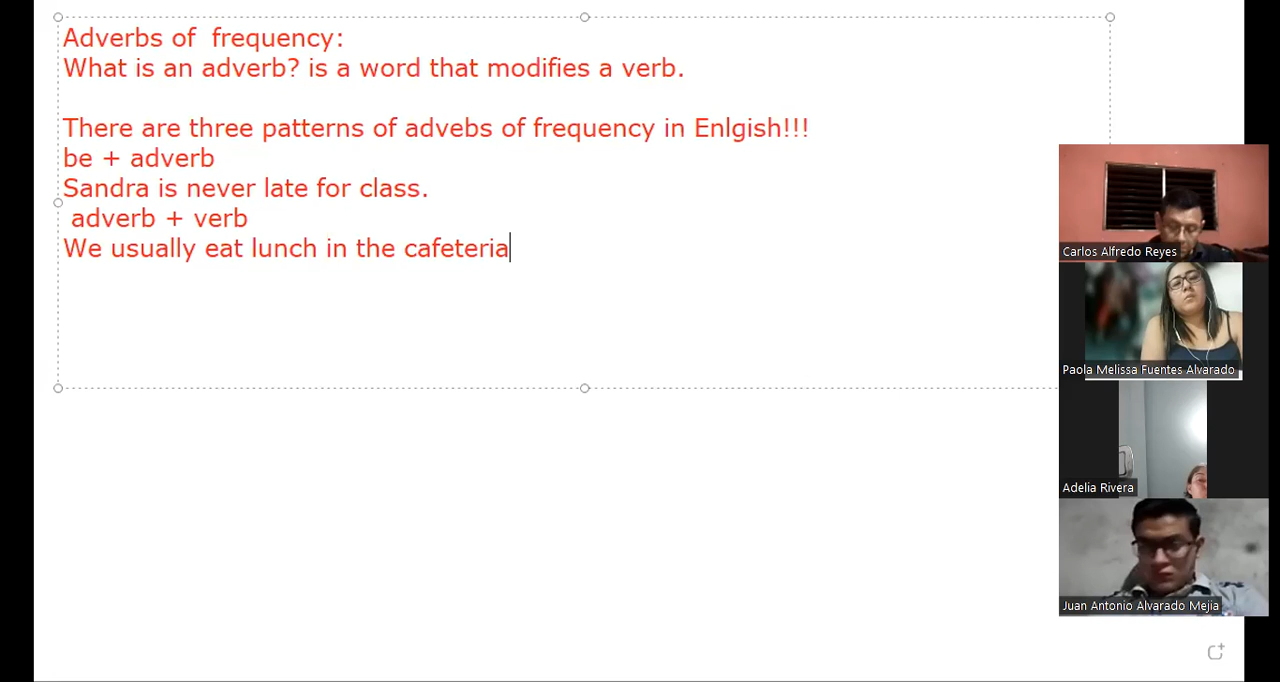 Adverbs of  frequency:
What is an adverb? is a word that modifies a verb.
There are three patterns of advebs of frequency in Enlgish!!!
be + adverb
Sandra is never late for class.
adverb + verb
We usually eat lunch in the cafeteria
Carlos Alfredo Reyes
Paola Melissa Fuentes Alvarado
Adelia Rivera
Juan Antonio Alvarado Mejia